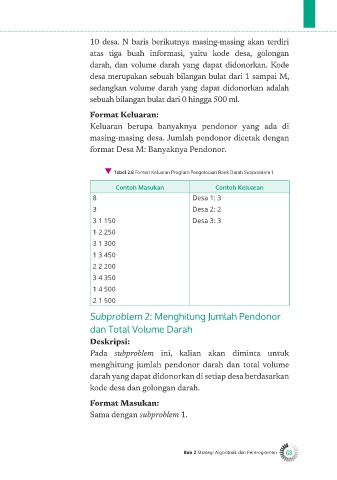 10 desa. N baris berikutnya masing-masing akan terdiri
atas tiga buah informasi, yaitu kode desa, golongan
darah, dan volume darah yang dapat didonorkan. Kode
desa merupakan sebuah bilangan bulat dari 1 sampai M,
sedangkan volume darah yang dapat didonorkan adalah
sebuah bilangan bulat dari 0 hingga 500 ml.
Format Keluaran:
Keluaran berupa banyaknya pendonor yang ada di
masing-masing desa. Jumlah pendonor dicetak dengan
format Desa M: Banyaknya Pendonor.
Tabel 2.8 Format Keluaran Program Pengelolaan Bank Darah Subproblem 1
Contoh Masukan Contoh Keluaran
8 Desa 1: 3
3 Desa 2: 2
3 1 150 Desa 3: 3
1 2 250
3 1 300
1 3 450
2 2 200
3 4 350
1 4 500
2 1 500
Subproblem 2: Menghitung Jumlah Pendonor
dan Total Volume Darah
Deskripsi:
Pada subproblem ini, kalian akan diminta untuk
menghitung jumlah pendonor darah dan total volume
darah yang dapat didonorkan di setiap desa berdasarkan
kode desa dan golongan darah.
Format Masukan:
Sama dengan subproblem 1.
Bab 2 Strategi Algoritmik dan Pemrograman 63